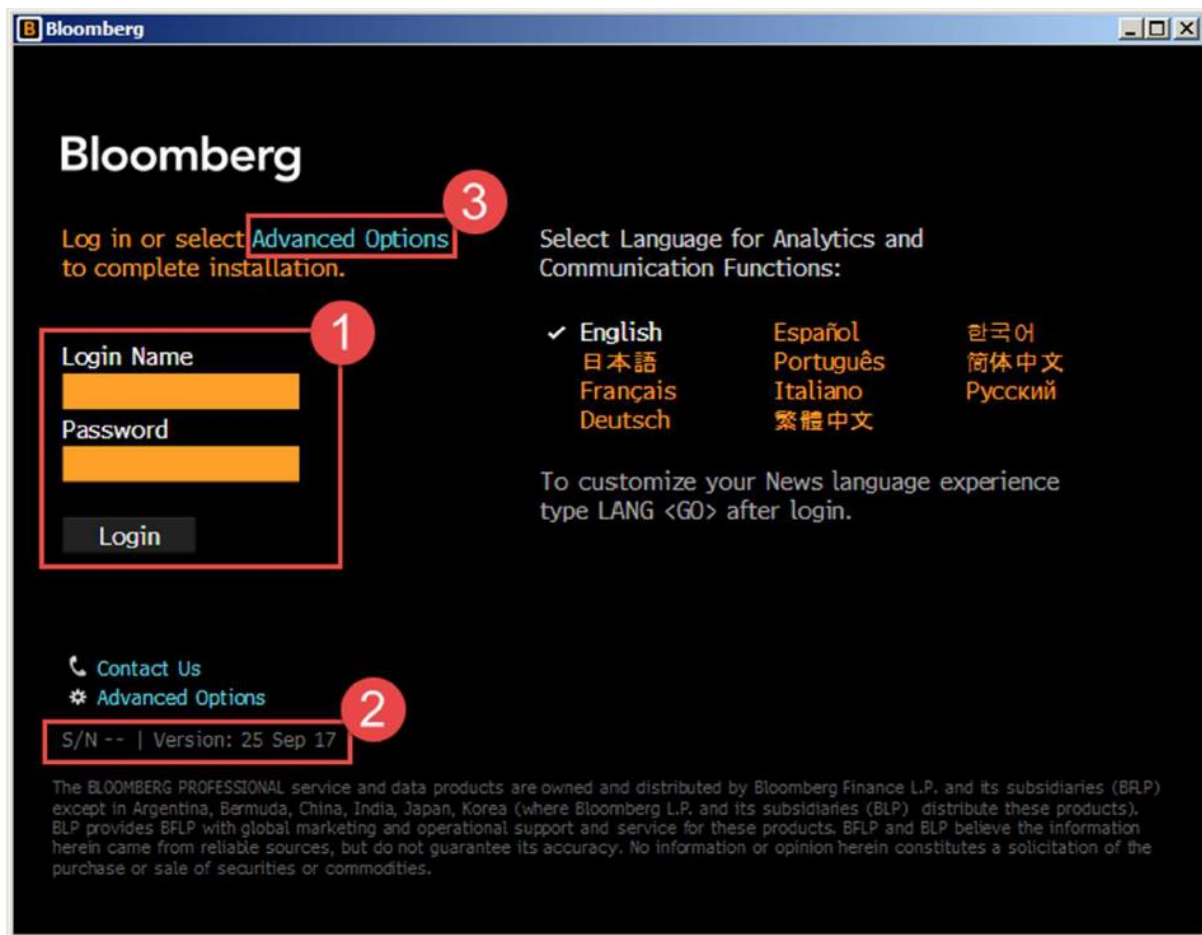 Bloomberg
Bloomberg
3
Log in or select Advanced Options
to complete installation.
1
Login Name
Password
Login
Select Language for Analytics and
Communication Functions:
English Español 한국어
日本語 Português 简体中文
Français Italiano Русский
Deutsch 繁體中文
To customize your News language experience
type LANG <GO> after login.
Contact Us
Advanced Options
2
S/N -- | Version: 25 Sep 17
The BLOOMBERG PROFESSIONAL service and data products are owned and distributed by Bloomberg Finance L.P. and its subsidiaries (BFLP)
except in Argentina, Bermuda, China, India, Japan, Korea (where Bloomberg L.P. and its subsidiaries (BLP) distribute these products).
BLP provides BFLP with global marketing and operational support and service for these products. BFLP and BLP believe the information
herein came from reliable sources, but do not guarantee its accuracy. No information or opinion herein constitutes a solicitation of the
purchase or sale of securities or commodities.